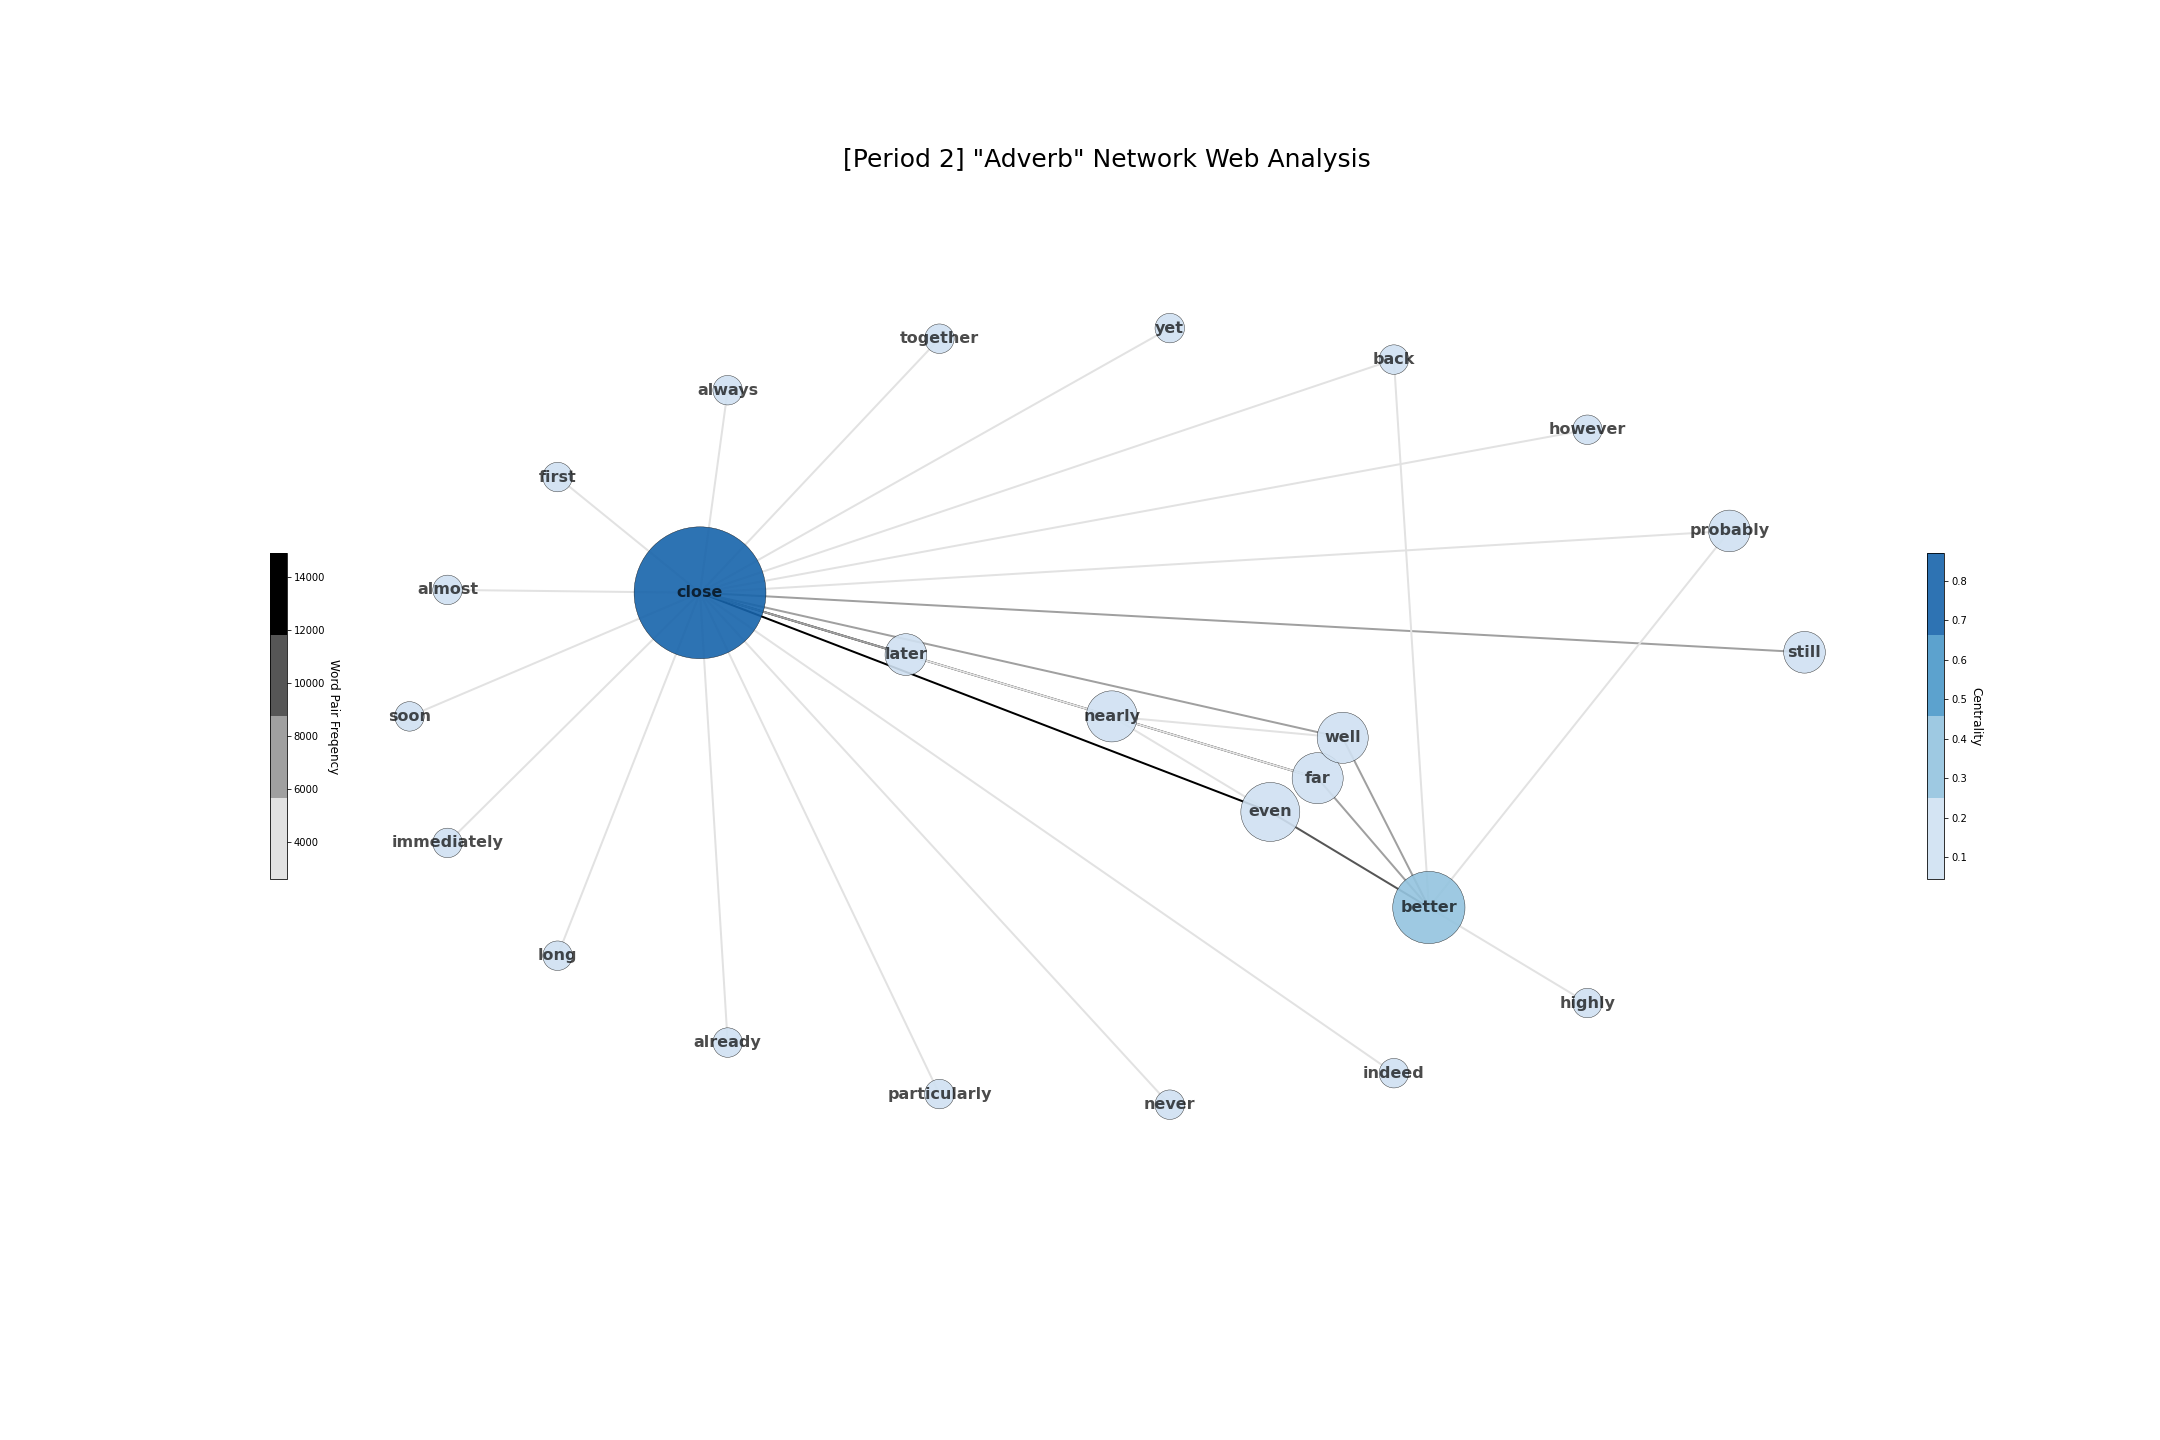 [Period 2] "Adverb" Network Web Analysis
together
yet
back
always
however
first
probably
almost
close
still
later
soon
nearly
well
far
even
immediately
better
long
highly
already
indeed
particularly
never
14000
12000
10000
8000
6000
4000
Word Pair Freqency
0.8
0.7
0.6
0.5
0.4
0.3
0.2
0.1
Centrality